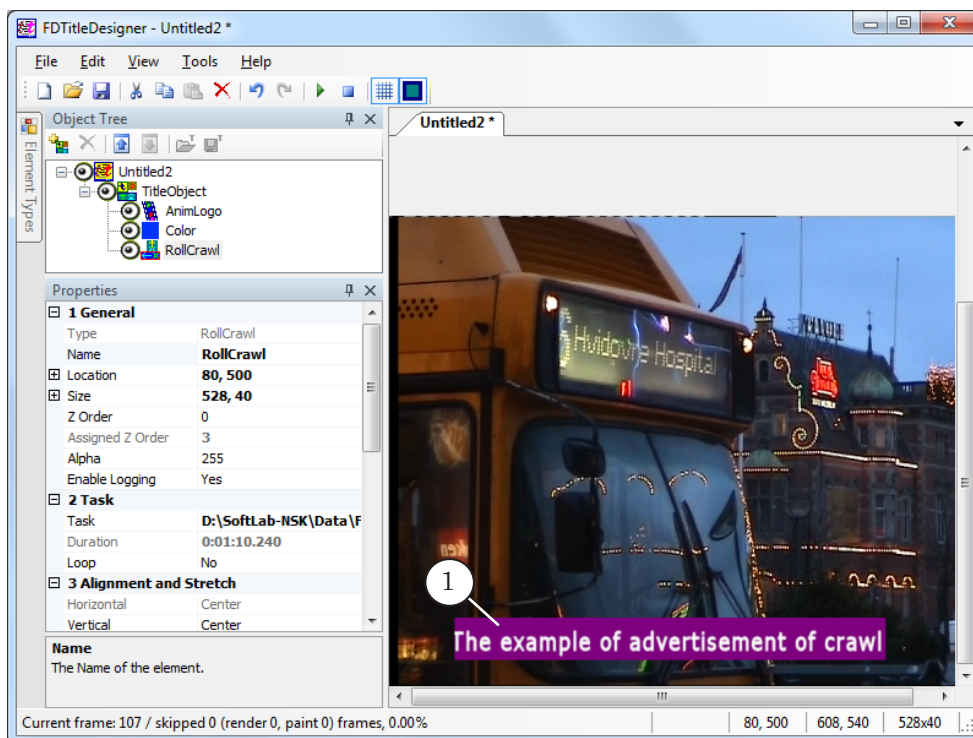 FDTitleDesigner - Untitled2 *
File Edit View Tools Help
Element Types
Object Tree
Untitled2
TitleObject
AnimLogo
Color
RollCrawl
Properties
1 General
Type RollCrawl
Name RollCrawl
Location 80, 500
Size 528, 40
Z Order 0
Assigned Z Order 3
Alpha 255
Enable Logging Yes
2 Task
Task D:\SoftLab-NSK\Data\F
Duration 0:01:10.240
Loop No
3 Alignment and Stretch
Horizontal Center
Vertical Center
Name
The Name of the element.
Untitled2 *
Hvidovre Hospital
1
The example of advertisement of crawl
Current frame: 107 / skipped 0 (render 0, paint 0) frames, 0.00% 80, 500 608, 540 528x40